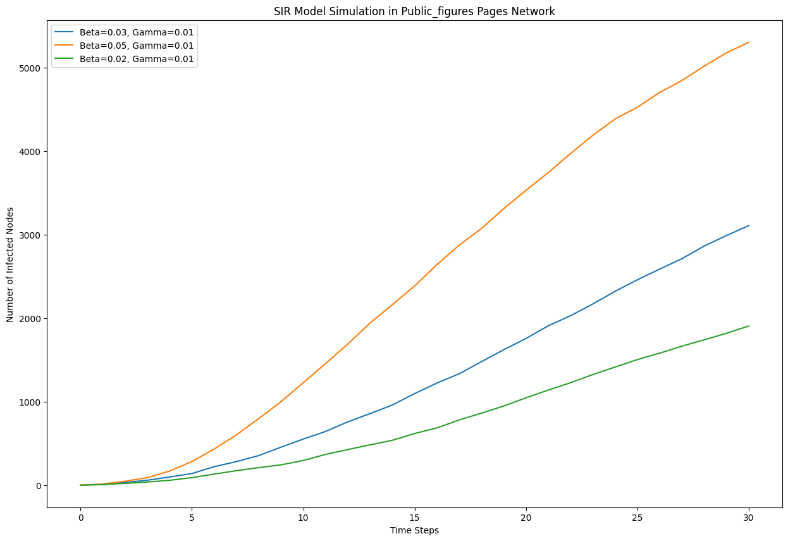 SIR Model Simulation in Public_figures Pages Network
Beta=0.03, Gamma=0.01
Beta=0.05, Gamma=0.01
Beta=0.02, Gamma=0.01
Number of Infected Nodes
5000
4000
3000
2000
1000
0
0 5 10 15 20 25 30
Time Steps